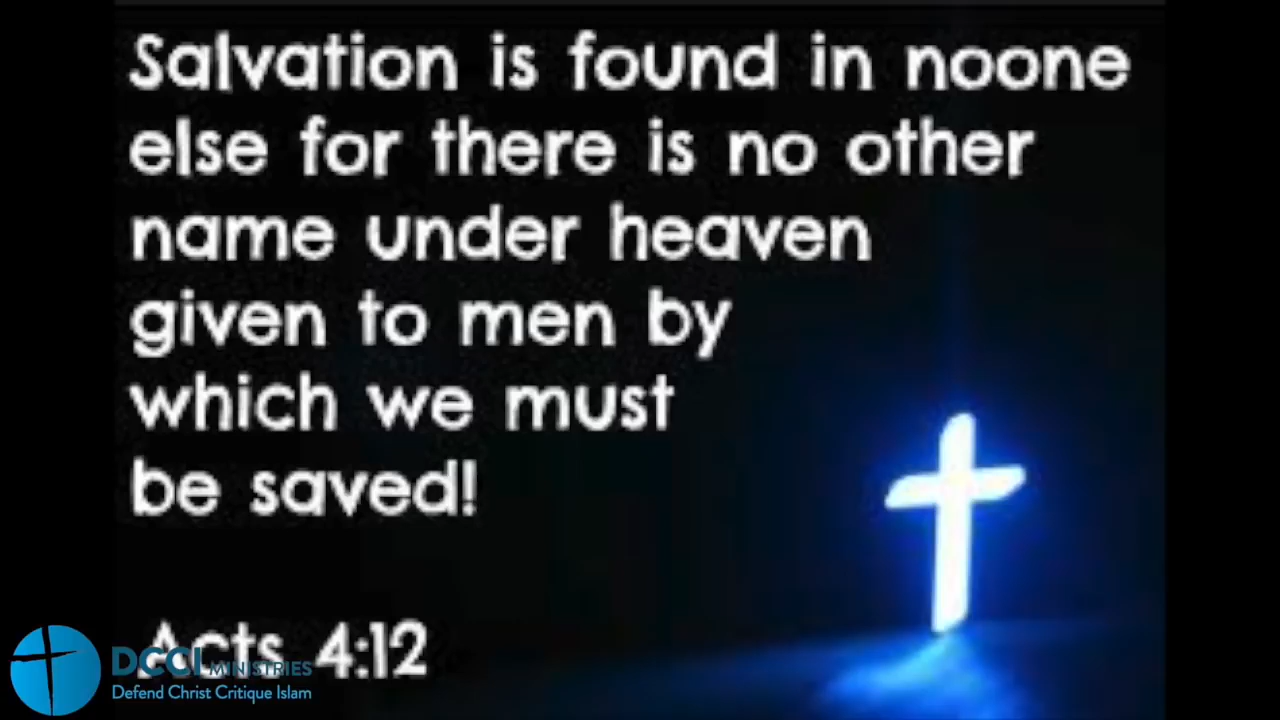 Salvation is found in noone
else for there is no other
name under heaven
given to men by
which we must
be saved!
Acts 4:12
DCCI MINISTRIES
Defend Christ Critique Islam